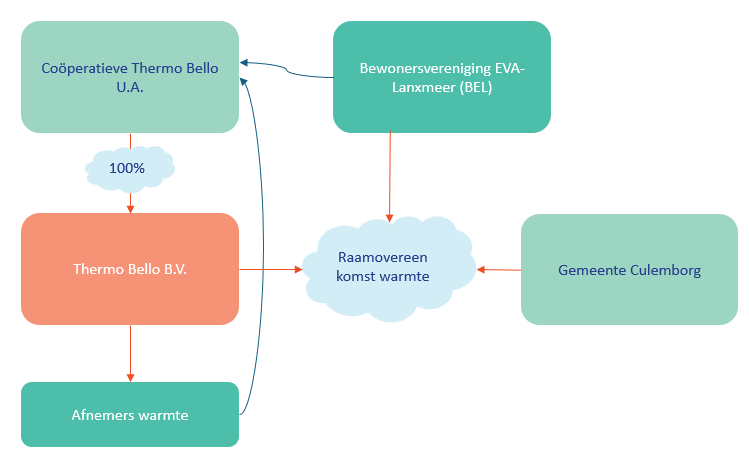 Coöperatieve Thermo Bello
U.A.
Bewonersvereniging EVA-
Lanxmeer (BEL)
100%
Thermo Bello B.V.
Raamovereen
komst warmte
Gemeente Culemborg
Afnemers warmte